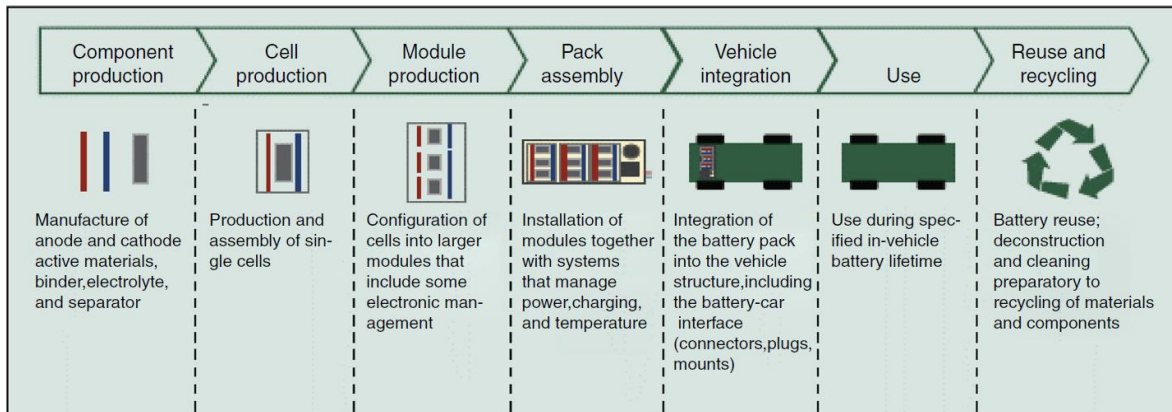 Component
production
Cell
production
Module
production
Pack
assembly
Vehicle
integration
Use
Reuse and
recycling
Manufacture of
anode and cathode
active materials,
binder,electrolyte,
and separator
Production and
assembly of sin-
gle cells
Configuration of
cells into larger
modules that
include some
electronic man-
agement
Installation of
modules together
with systems
that manage
power,charging,
and temperature
Integration of
the battery pack
into the vehicle
structure,including
the battery-car
interface
(connectors,plugs,
mounts)
Use during spec-
ified in-vehicle
battery lifetime
Battery reuse;
deconstruction
and cleaning
preparatory to
recycling of materials
and components